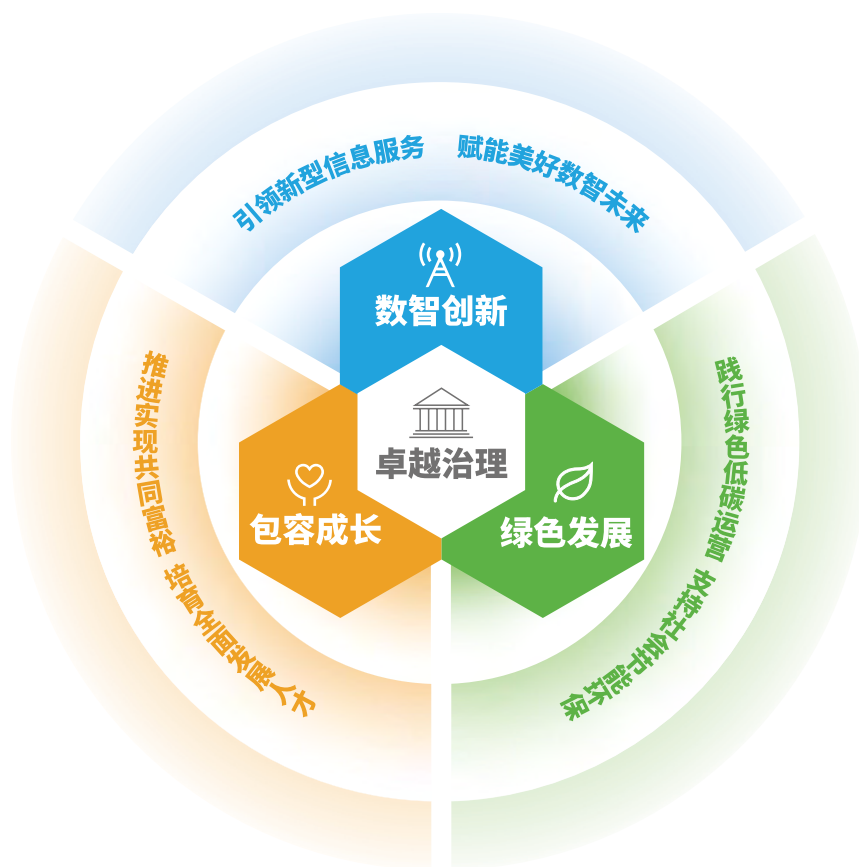 引领新型信息服务 赋能美好数智未来
数智创新
卓越治理
包容成长
绿色发展
推进实现共同富裕 培育全面发展人才
践行绿色低碳运营 支持社会节能环保